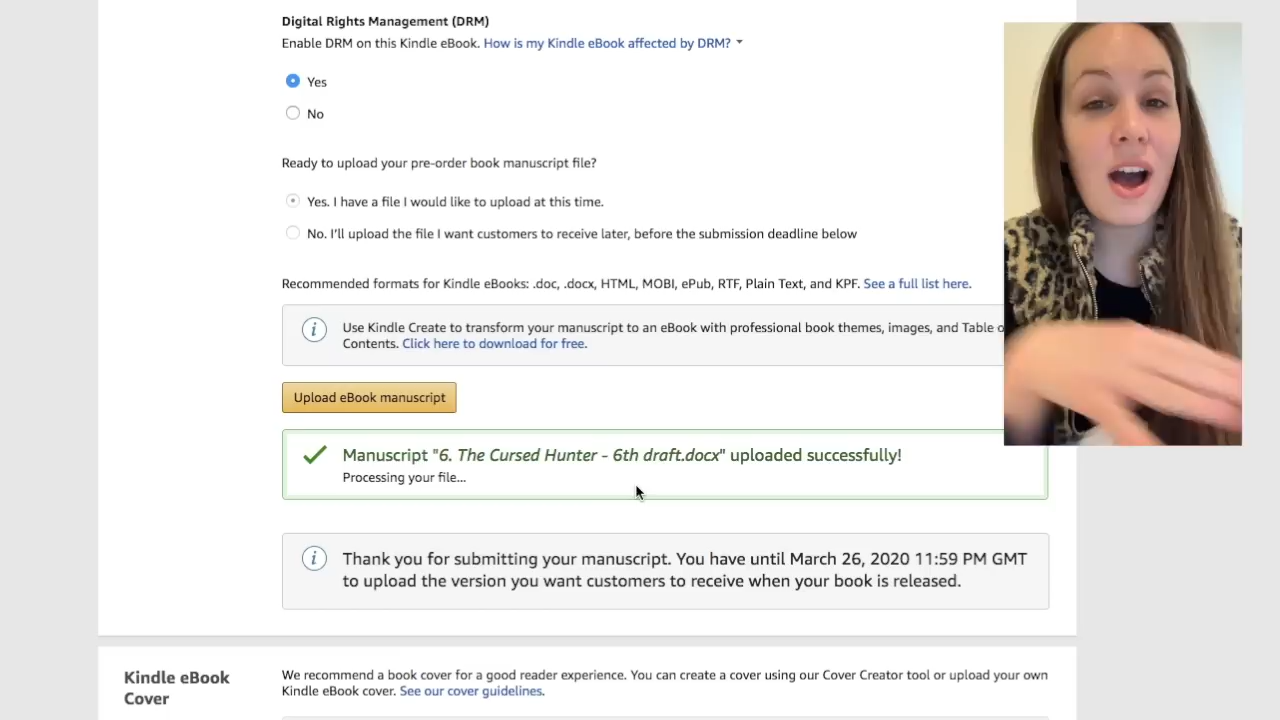 Digital Rights Management (DRM)
Enable DRM on this Kindle eBook. How is my Kindle eBook affected by DRM?
Yes
No
Ready to upload your pre-order book manuscript file?
Yes. I have a file I would like to upload at this time.
No. I'll upload the file I want customers to receive later, before the submission deadline below
Recommended formats for Kindle eBooks: .doc, .docx, HTML, MOBI, ePub, RTF, Plain Text, and KPF. See a full list here.
Use Kindle Create to transform your manuscript to an eBook with professional book themes, images, and Table
Contents. Click here to download for free.
Upload eBook manuscript
Manuscript "6. The Cursed Hunter - 6th draft.docx" uploaded successfully!
Processing your file...
Thank you for submitting your manuscript. You have until March 26, 2020 11:59 PM GMT
to upload the version you want customers to receive when your book is released.
Kindle eBook
Cover
We recommend a book cover for a good reader experience. You can create a cover using our Cover Creator tool or upload your own
Kindle eBook cover. See our cover guidelines.